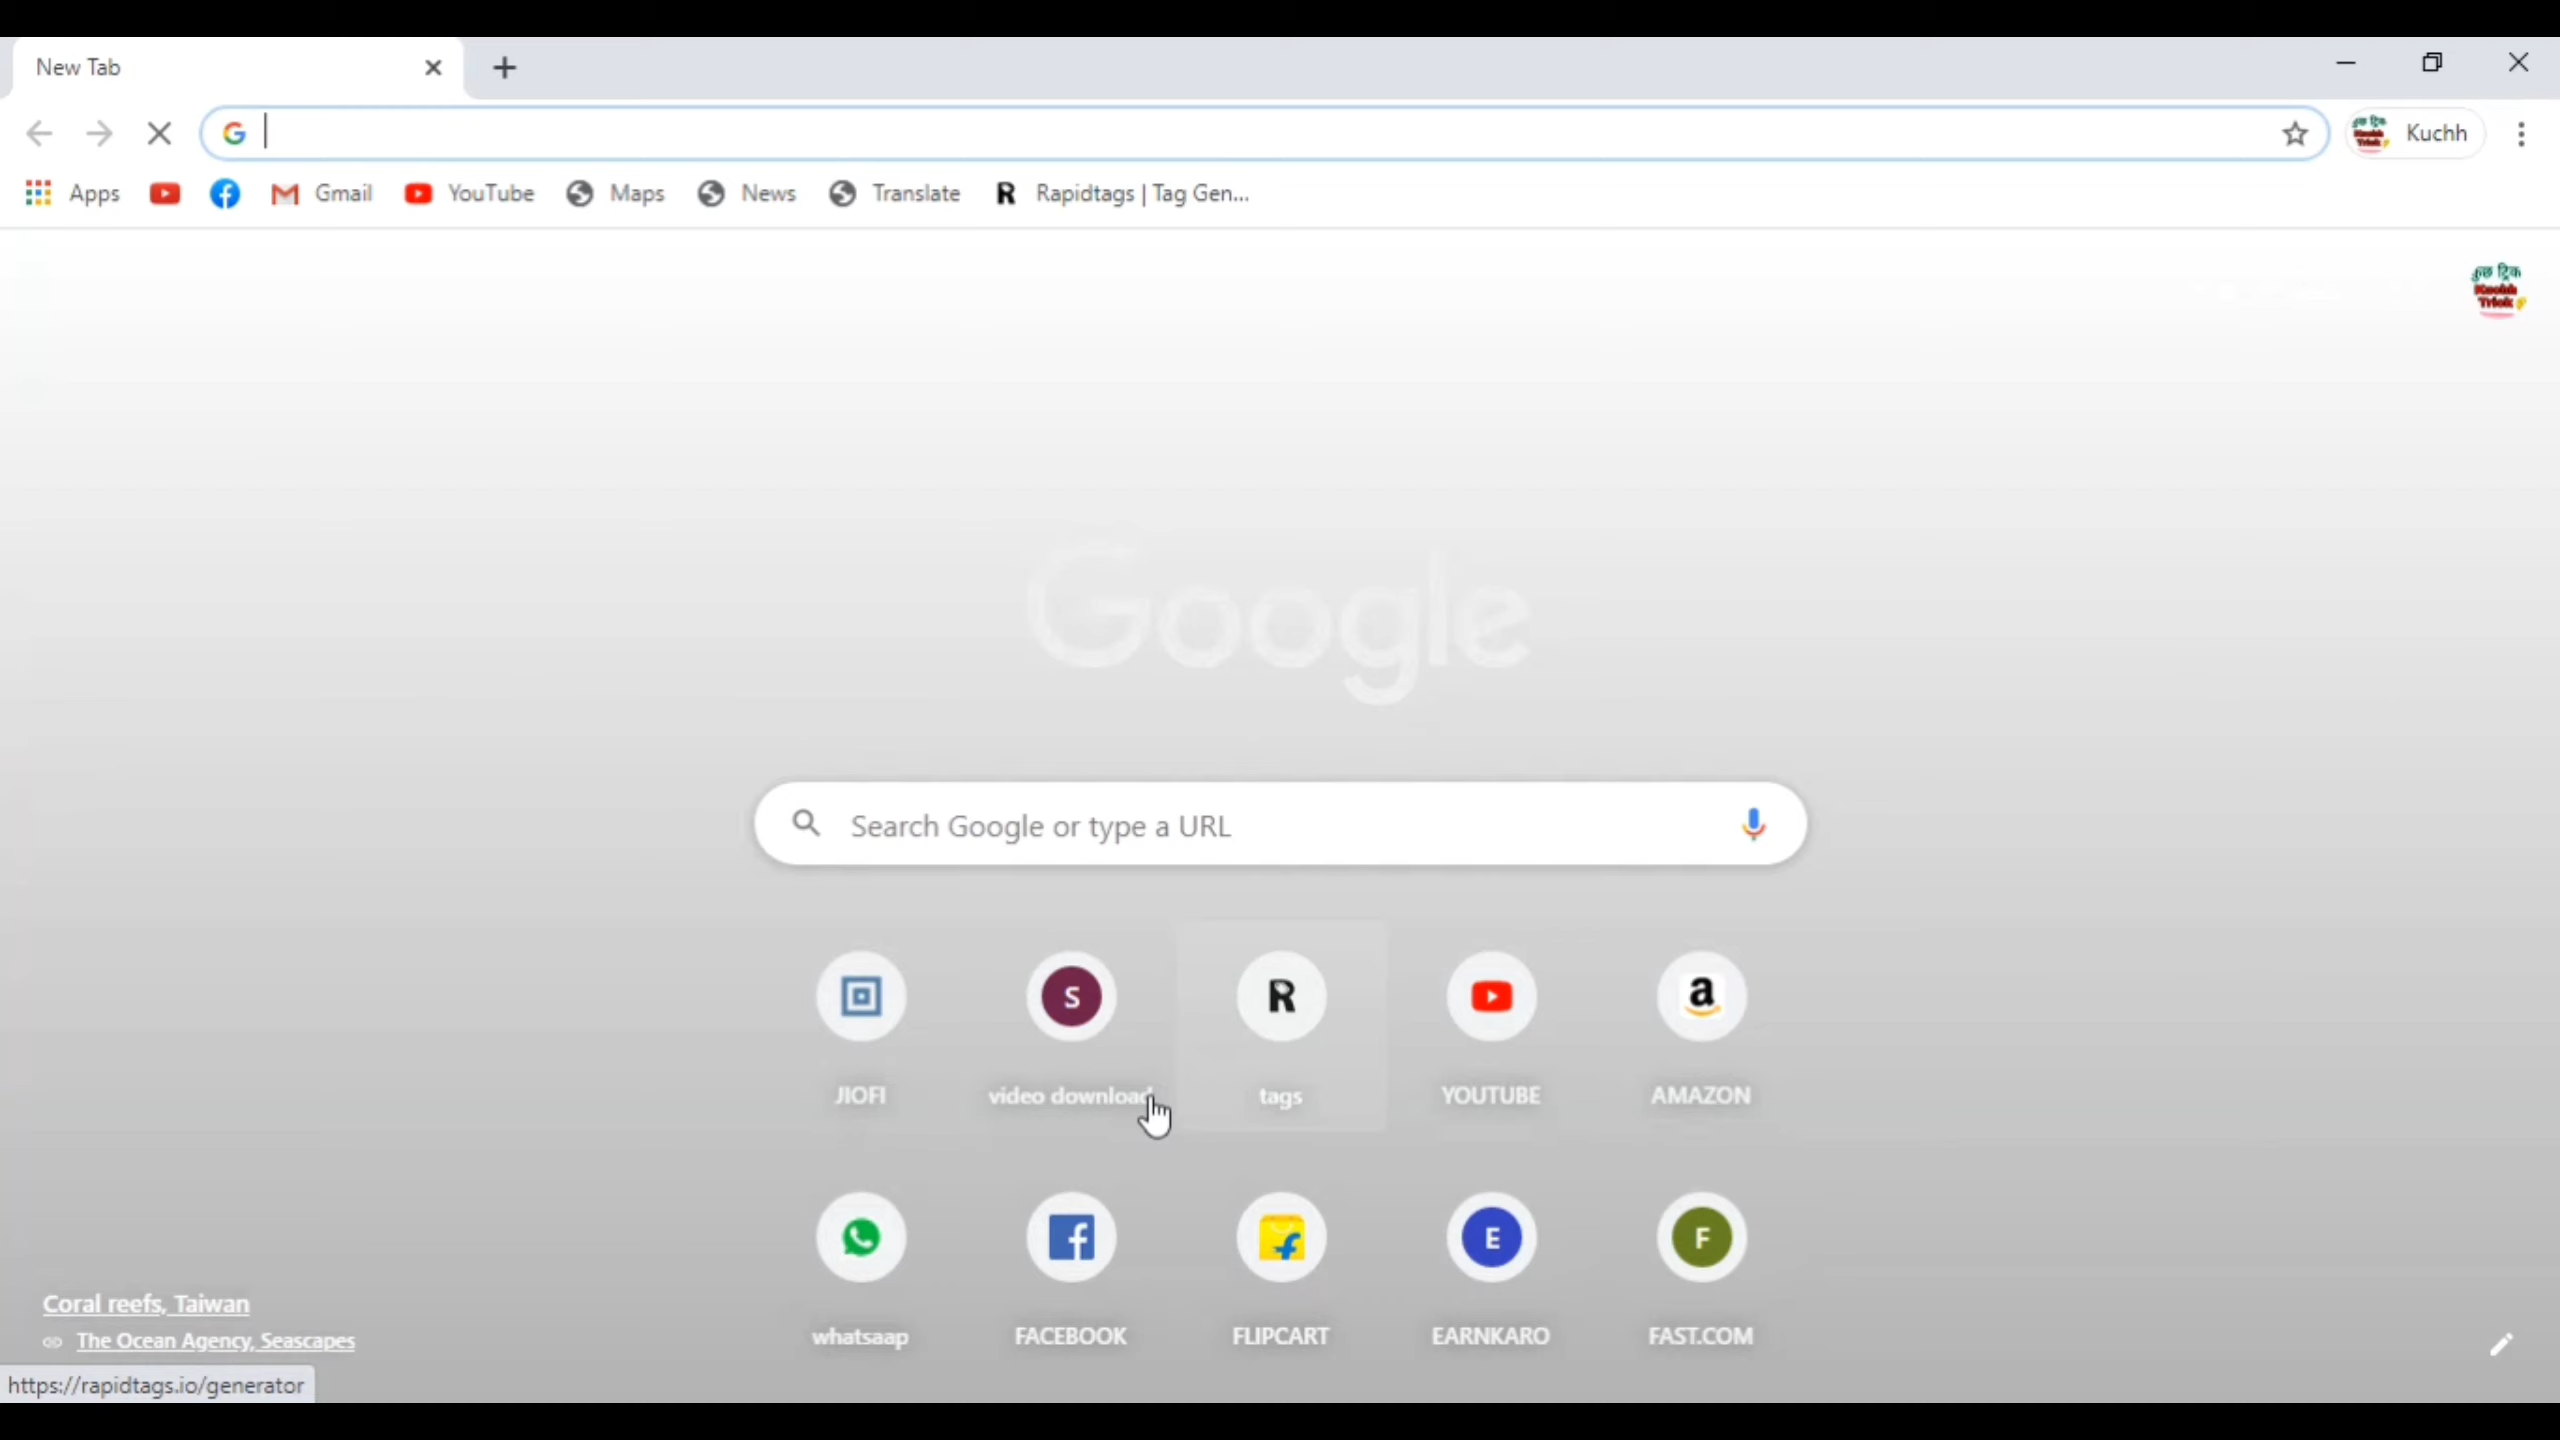 New Tab
Kuchh
Apps Gmail YouTube Maps News Translate Rapidtags | Tag Gen...
कुछ ट्रिक
Kuchh
Trick
Google
Search Google or type a URL
S
R
a
JIOFI video download tags YOUTUBE AMAZON
E
F
whatsaap FACEBOOK FLIPCART EARNKARO FAST.COM
Coral reefs, Taiwan
The Ocean Agency, Seascapes
https://rapidtags.io/generator